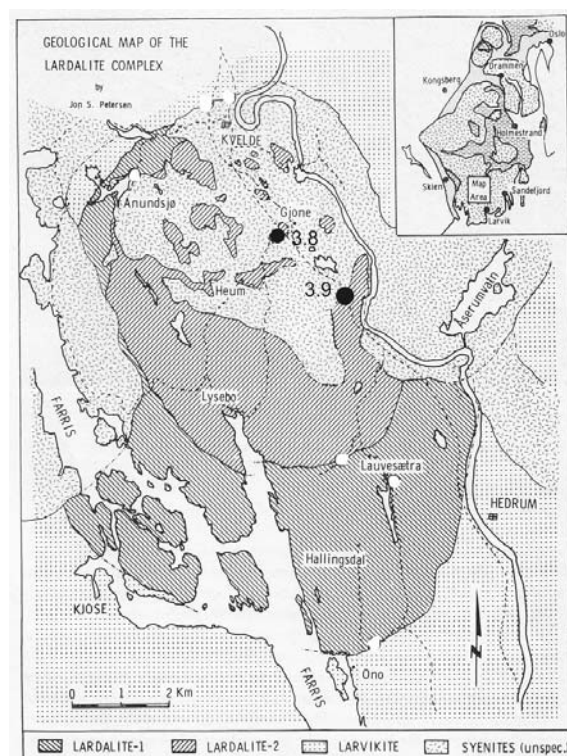 GEOLOGICAL MAP OF THE
LARDALITE COMPLEX
by
Jon S. Petersen
Oslo
Drammen
Kongsberg
Holmestrand
Skien
Map
Area
Sandefjord
Larvik
KVELDE
Anundsjø
Gjone
3.8
Heum
3.9
Åsrumvatn
Lysebo
FARRIS
Lauvesætra
HEDRUM
Hallingsdal
KJOSE
FARRIS
Ono
N
0 1 2 Km
LARDALITE-1 LARDALITE-2 LARVIKITE SYENITES (unspec.